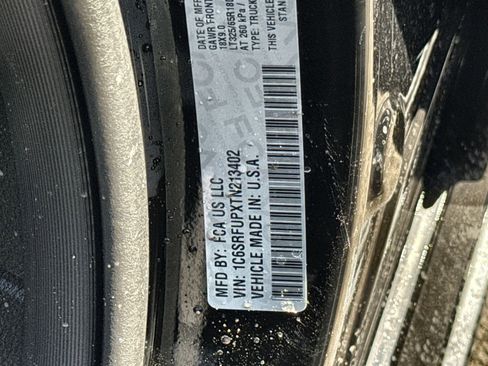 DATE OF MFR
GAWR FRONT
18X9.0
LT325/65R18
AT 260 kPa /
TYPE: TRUCK
THIS VEHICLE
STAN
MFD BY: FCA US LLC
VIN: 1C6SRFUPXTN213402
VEHICLE MADE IN: U.S.A.